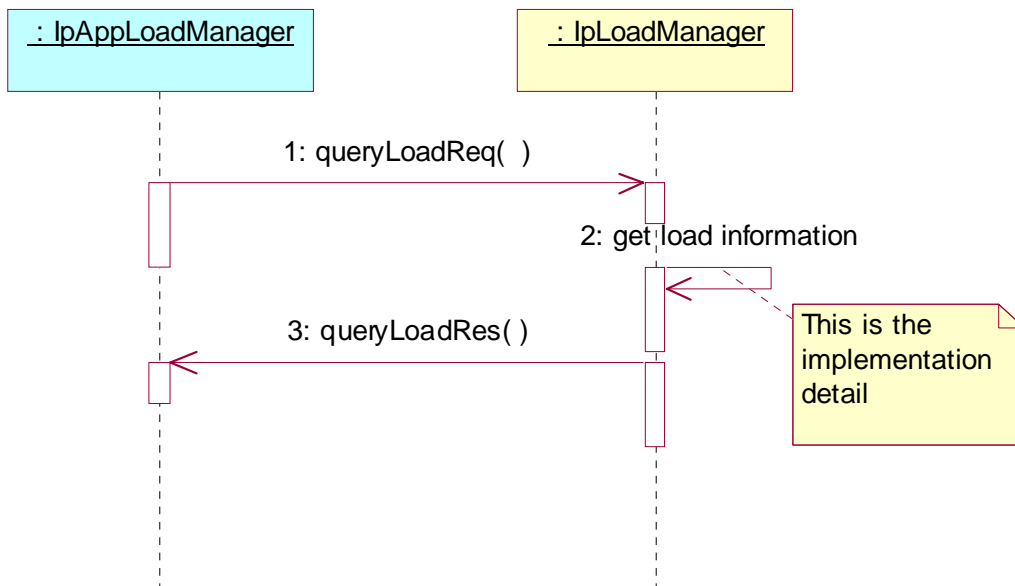 : IpAppLoadManager
: IpLoadManager
1: queryLoadReq( )
2: get load information
3: queryLoadRes( )
This is the
implementation
detail